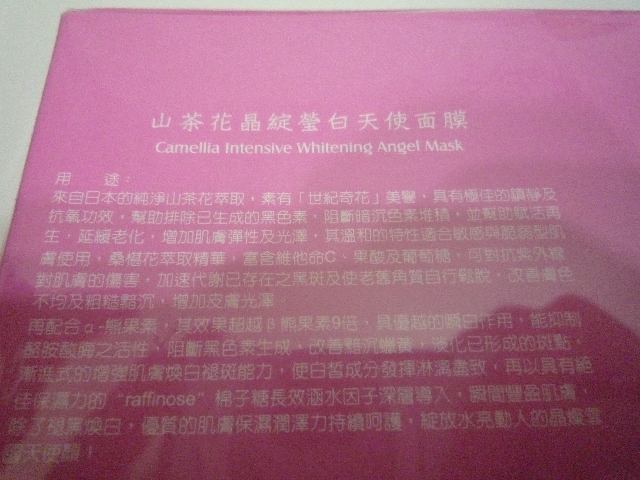 山茶花晶綻瑩白天使面膜
Camellia Intensive Whitening Angel Mask
用 途:
來自日本的純淨山茶花萃取，素有「世紀奇花」美譽，具有極佳的鎮靜及
抗氧功效，幫助排除已生成的黑色素，阻斷暗沉色素堆積，並幫助賦活再
生，延緩老化，增加肌膚彈性及光澤，其溫和的特性適合敏感與脆弱型肌
膚使用，桑椹花萃取精華，富含維他命C、果酸及葡萄糖，可對抗紫外線
對肌膚的傷害，加速代謝已存在之黑斑及使老舊角質自行鬆脫，改善膚色
不均及粗糙黯沉，增加皮膚光澤。
再配合α-熊果素，其效果超越β熊果素9倍，具優越的瞬白作用，能抑制
酪胺酸酶之活性，阻斷黑色素生成、改善黯沉蠟黃，淡化已形成的斑點，
漸進式的增強肌膚煥白褪斑能力，使白皙成分發揮淋漓盡致，再以具有絕
佳保濕力的“raffinose”棉子糖長效涵水因子深層導入，瞬間豐盈肌膚，
除了褪黑煥白，優質的肌膚保濕潤澤力持續呵護，綻放水亮動人的晶燦雪
天使顏！